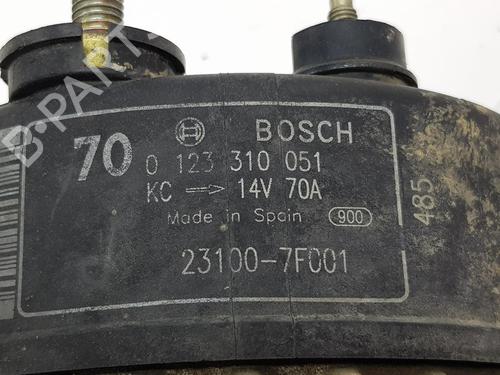 BOSCH
70 0 123 310 051
KC 14V 70A
Made in Spain 900
23100-7F001
485
B-PARTS